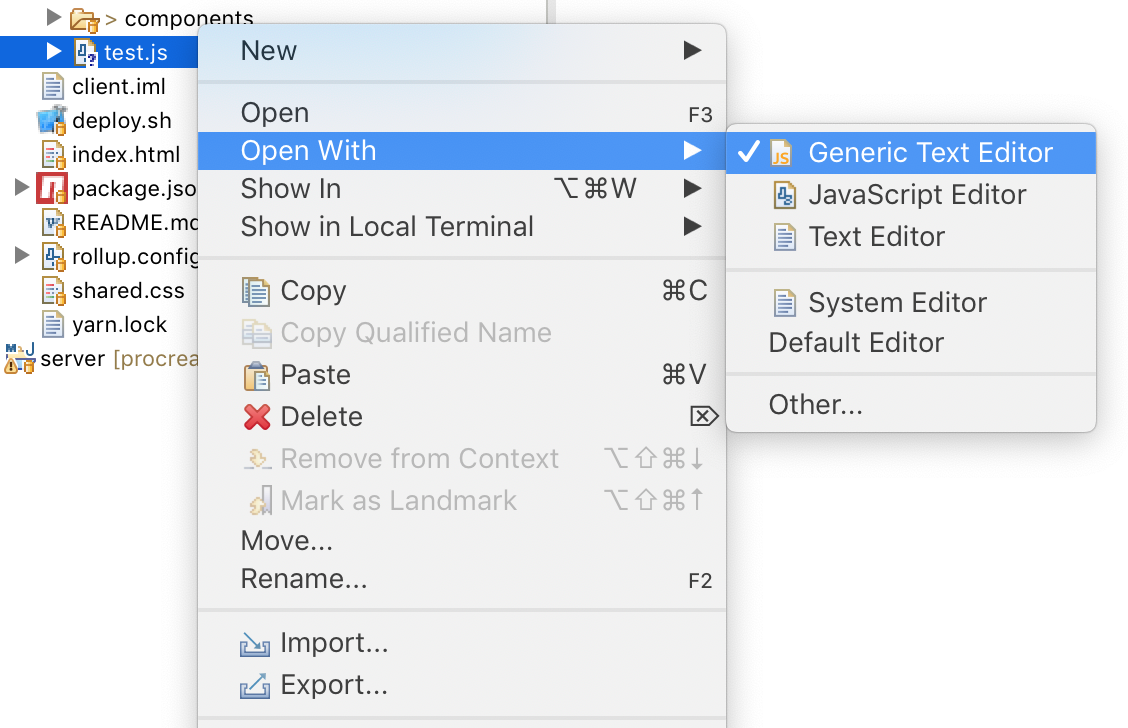 > components
test.js
client.iml
deploy.sh
index.html
package.jso
README.md
rollup.config
shared.css
yarn.lock
server [procrea
New
Open F3
Open With
Show In ⌥⌘W
Show in Local Terminal
Copy ⌘C
Copy Qualified Name
Paste ⌘V
Delete ⌦
Remove from Context ⌥⇧⌘↓
Mark as Landmark ⌥⇧⌘↑
Move...
Rename... F2
Import...
Export...
✓ JS Generic Text Editor
JavaScript Editor
Text Editor
System Editor
Default Editor
Other...